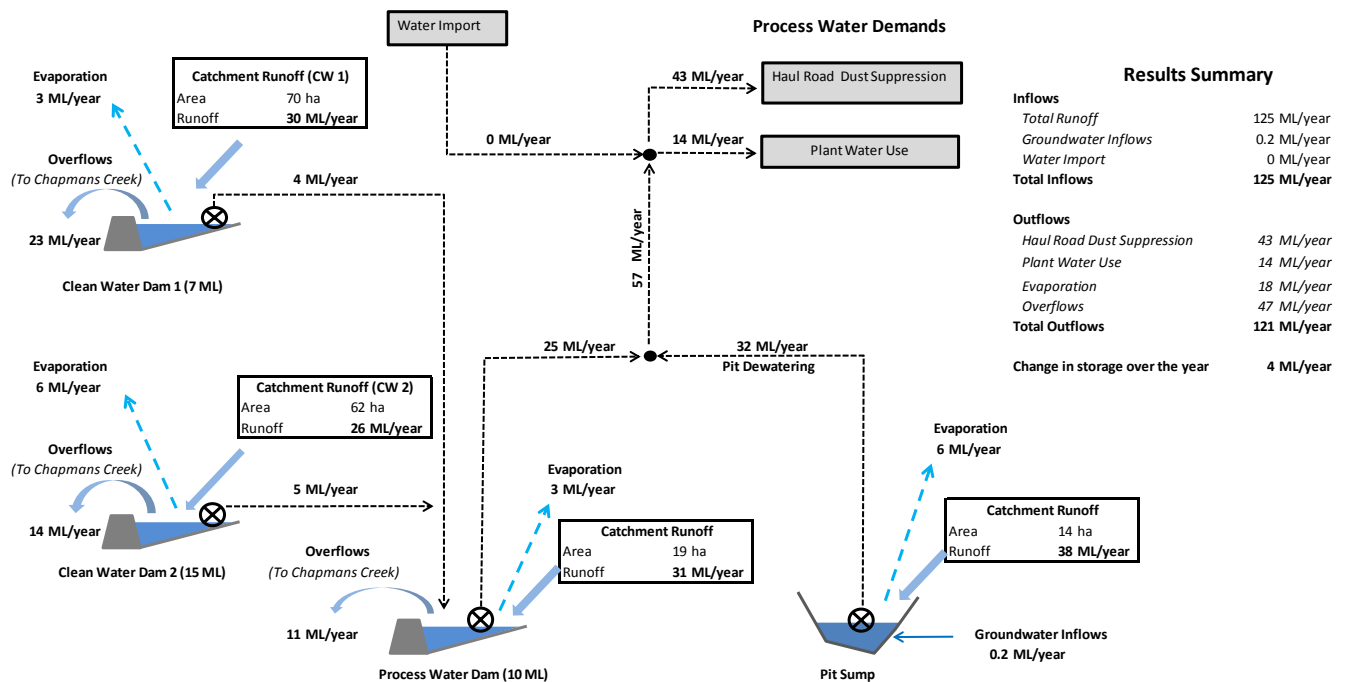 Water Import
Process Water Demands
43 ML/year
Haul Road Dust Suppression
0 ML/year
14 ML/year
Plant Water Use
57 ML/year
Evaporation
3 ML/year
Catchment Runoff (CW 1)
Area 70 ha
Runoff 30 ML/year
Overflows
(To Chapmans Creek)
4 ML/year
23 ML/year
Clean Water Dam 1 (7 ML)
Evaporation
6 ML/year
Catchment Runoff (CW 2)
Area 62 ha
Runoff 26 ML/year
Overflows
(To Chapmans Creek)
5 ML/year
14 ML/year
Clean Water Dam 2 (15 ML)
25 ML/year
32 ML/year
Pit Dewatering
Evaporation
3 ML/year
Catchment Runoff
Area 19 ha
Runoff 31 ML/year
Overflows
(To Chapmans Creek)
11 ML/year
Process Water Dam (10 ML)
Evaporation
6 ML/year
Catchment Runoff
Area 14 ha
Runoff 38 ML/year
Groundwater Inflows
0.2 ML/year
Pit Sump
Results Summary
Inflows
Total Runoff 125 ML/year
Groundwater Inflows 0.2 ML/year
Water Import 0 ML/year
Total Inflows 125 ML/year
Outflows
Haul Road Dust Suppression 43 ML/year
Plant Water Use 14 ML/year
Evaporation 18 ML/year
Overflows 47 ML/year
Total Outflows 121 ML/year
Change in storage over the year 4 ML/year